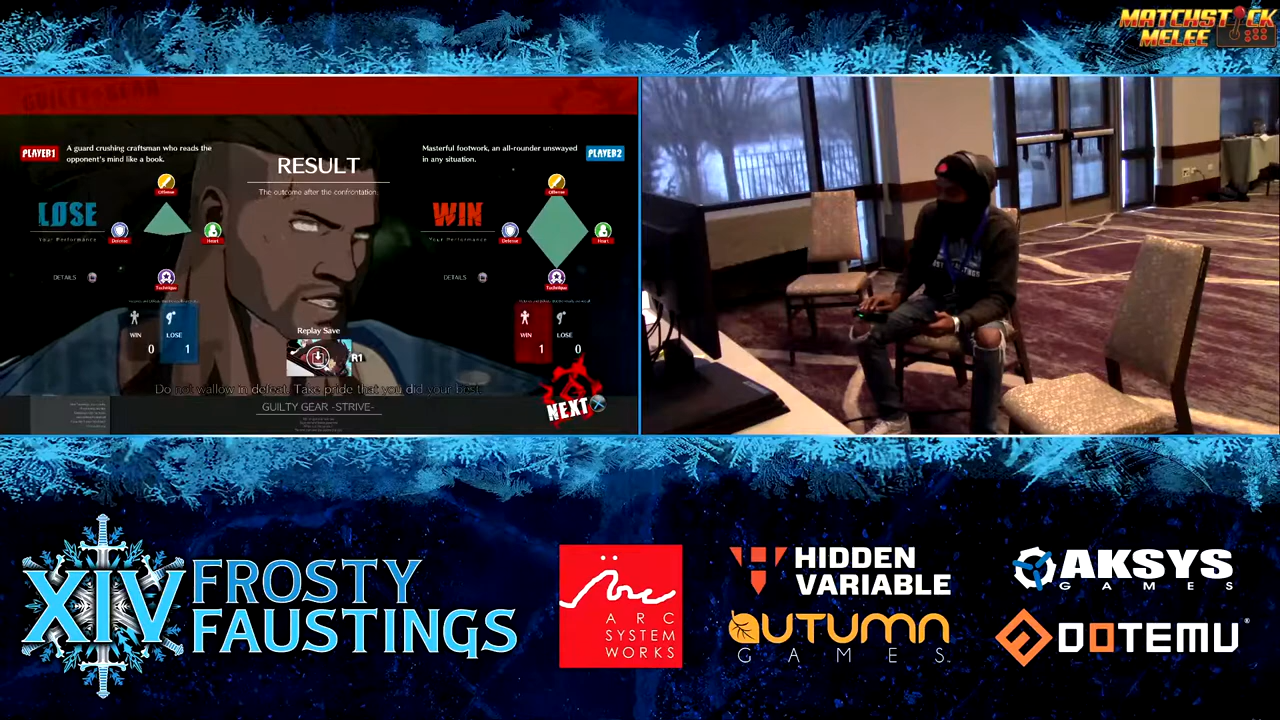 MATCHSTICK
MELEE
PLAYER1
A guard crushing craftsman who reads the
opponent's mind like a book.
RESULT
The outcome after the confrontation.
Masterful footwork, an all-rounder unswayed
in any situation.
PLAYER2
Offense
LOSE
Your Performance
Defense
Heart
Technique
DETAILS
Offense
WIN
Your Performance
Defense
Heart
Technique
DETAILS
WIN
0
LOSE
1
Replay Save
R1
WIN
1
LOSE
0
Do not wallow in defeat. Take pride that you did your best.
NEXT
GUILTY GEAR -STRIVE-
XIV
FROSTY
FAUSTINGS
ARC
SYSTEM
WORKS
HIDDEN
VARIABLE
AUTUMN
GAMES
AKSYS
GAMES
DOTEMU